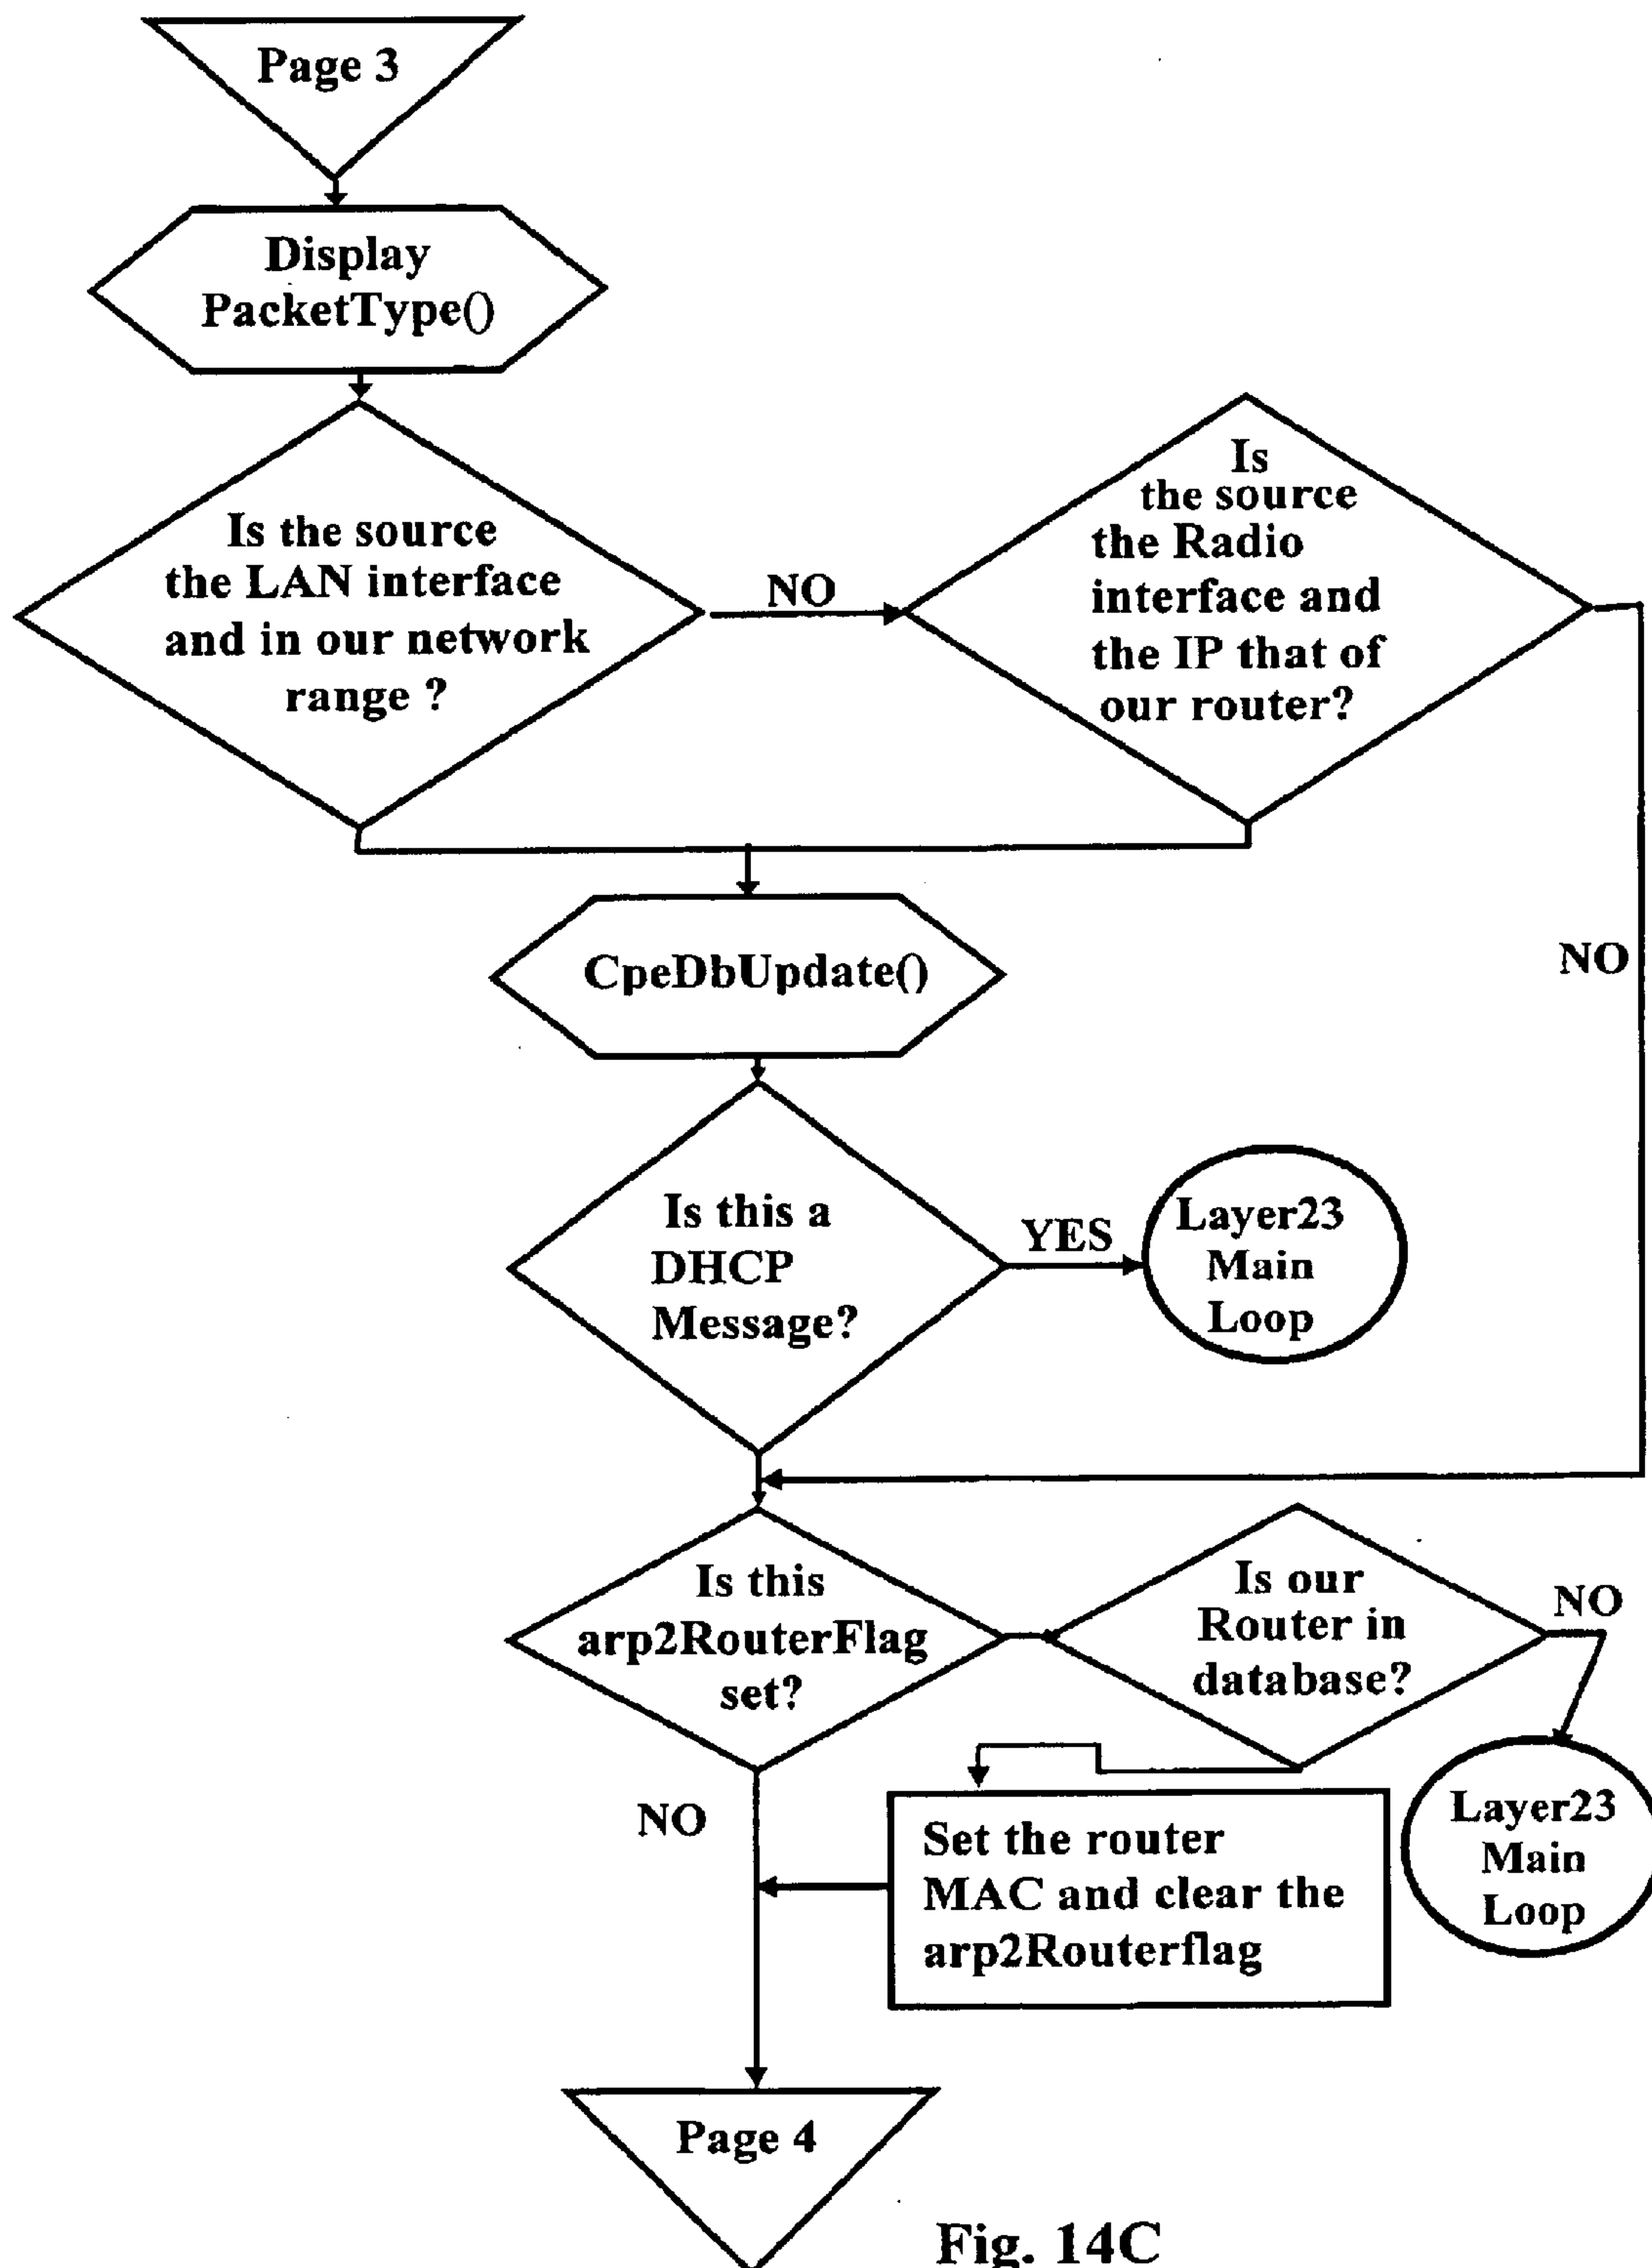 Page 3
Display
PacketType()
Is the source
the LAN interface
and in our network
range ?
NO
Is
the source
the Radio
interface and
the IP that of
our router?
NO
CpeDbUpdate()
Is this a
DHCP
Message?
YES
Layer23
Main
Loop
Is this
arp2RouterFlag
set?
Is our
Router in
database?
NO
NO
Set the router
MAC and clear the
arp2Routerflag
Layer23
Main
Loop
Page 4
Fig. 14C